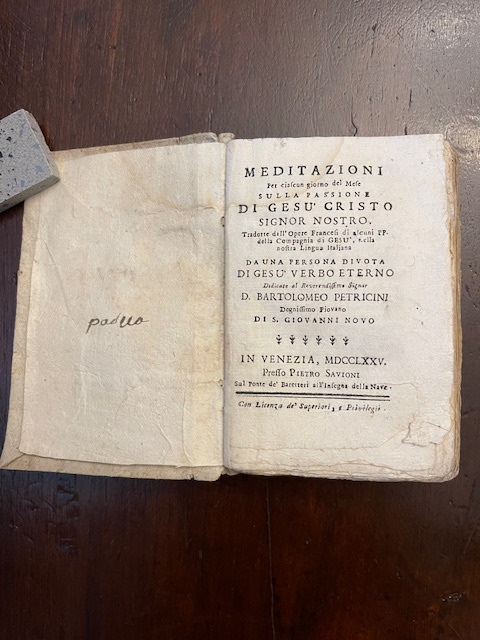 padua
MEDITAZIONI
Per ciascun giorno del Mese
SULLA PASSIONE
DI GESU' CRISTO
SIGNOR NOSTRO.
Tradotte dall'Opere Francesi di alcuni PP.
della Compagnia di GESU', nella
nostra Lingua Italiana
DA UNA PERSONA DIVOTA
DI GESU' VERBO ETERNO
Dedicate al Reverendissimo Signor
D. BARTOLOMEO PETRICINI
Degnissimo Piovano
DI S. GIOVANNI NOVO
IN VENEZIA, MDCCLXXV.
Presso PIETRO SAVIONI
Sul Ponte de' Baretteri all'Insegna della Nave.
Con Licenza de' Superiori, e Privilegio.